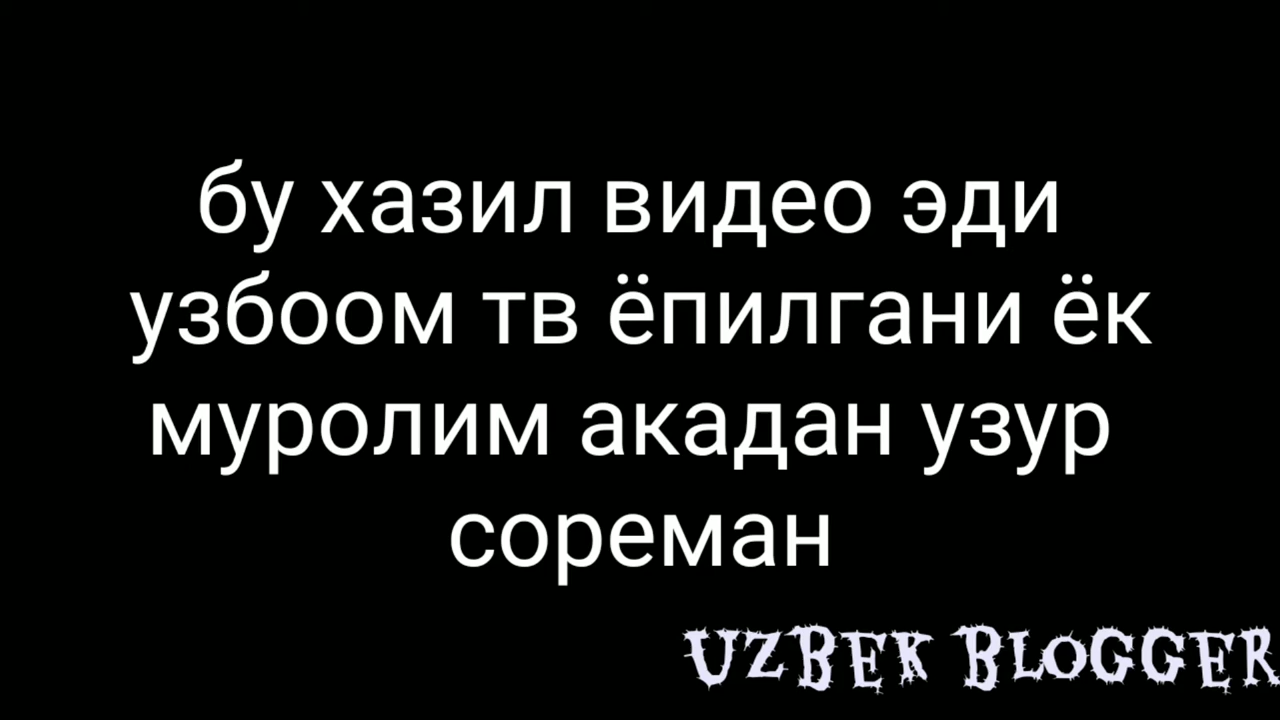 бу хазил видео эди
узбоом тв ёпилгани ёк
муролим акадан узур
сореман
UZBEK BLOGGER